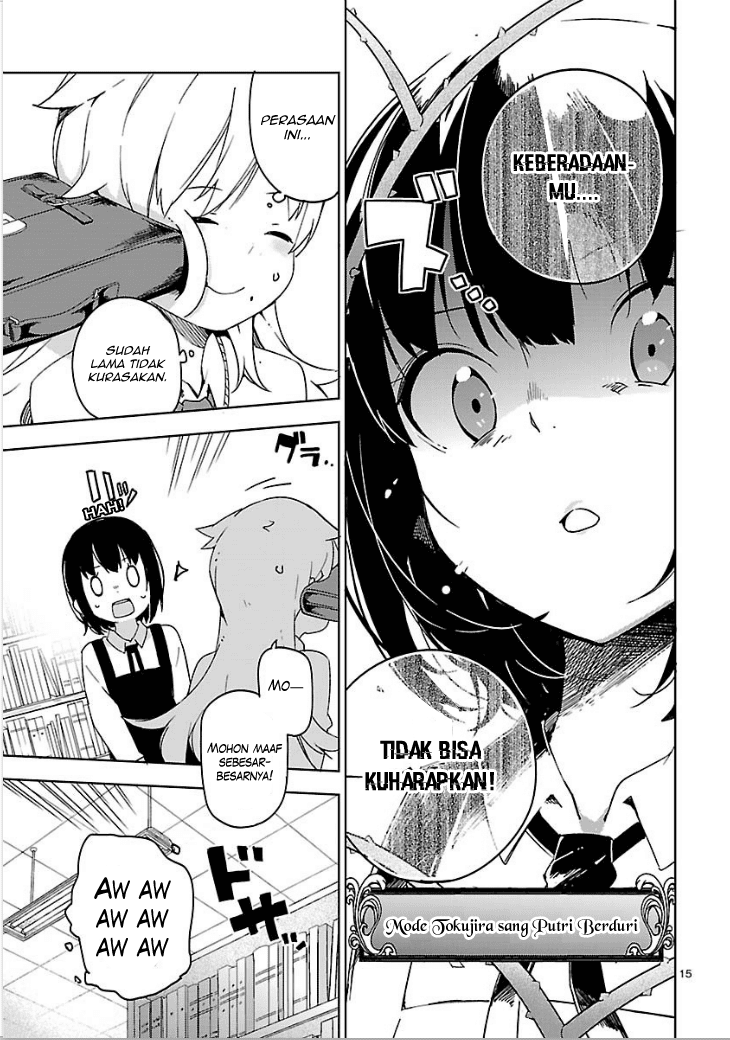 KEBERADAAN-
MU....
ズ...
TIDAK BISA
KUHARAPKAN!
Mode Tokujira sang Putri Berduri
PERASAAN
INI...
SUDAH
LAMA TIDAK
KURASAKAN.
グラ..
HAH!
MO—
MOHON MAAF
SEBESAR-
BESARNYA!
ドサッ
AW AW
AW AW
AW AW
15